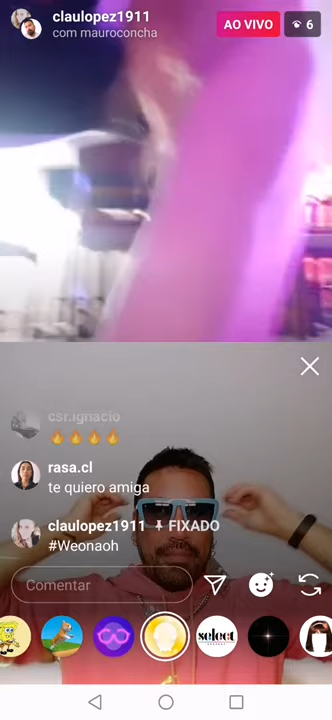 claulopez1911
com mauroconcha
AO VIVO
6
csr.ignacio
rasa.cl
te quiero amiga
claulopez1911 FIXADO
#Weonaoh
Comentar
select